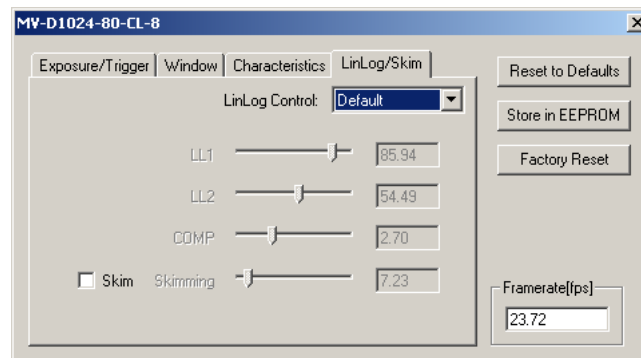 MV-D1024-80-CL-8
Exposure/Trigger Window Characteristics LinLog/Skim
LinLog Control: Default
LL1 85.94
LL2 54.49
COMP 2.70
Skim Skimming 7.23
Reset to Defaults
Store in EEPROM
Factory Reset
Framerate[fps]
23.72